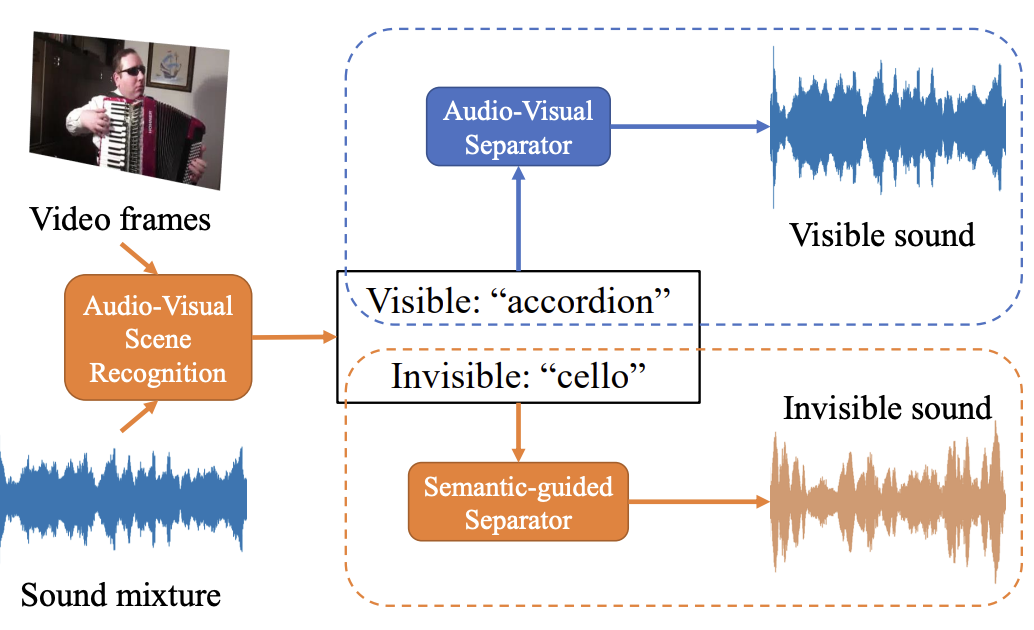 Video frames
Audio-Visual
Scene
Recognition
Sound mixture
Audio-Visual
Separator
Visible sound
Visible: “accordion”
Invisible: “cello”
Invisible sound
Semantic-guided
Separator